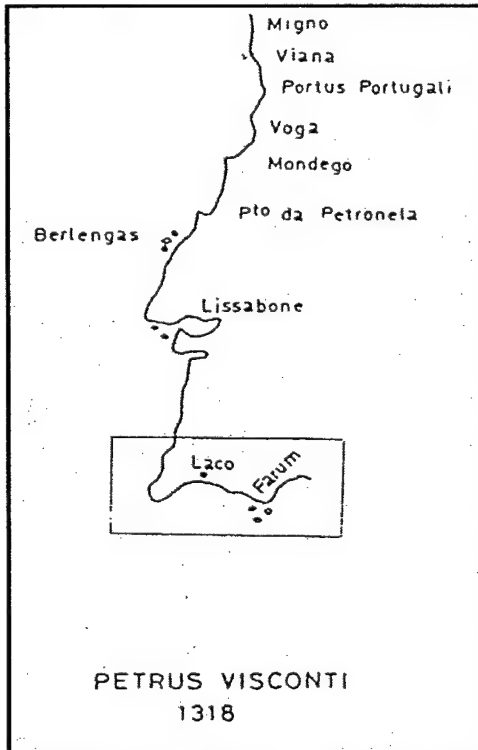 Migno
Viana
Portus Portugali
Voga
Mondego
Pto da Petronela
Berlengas
Lissabone
Laco
Farum
PETRUS VISCONTI
1318